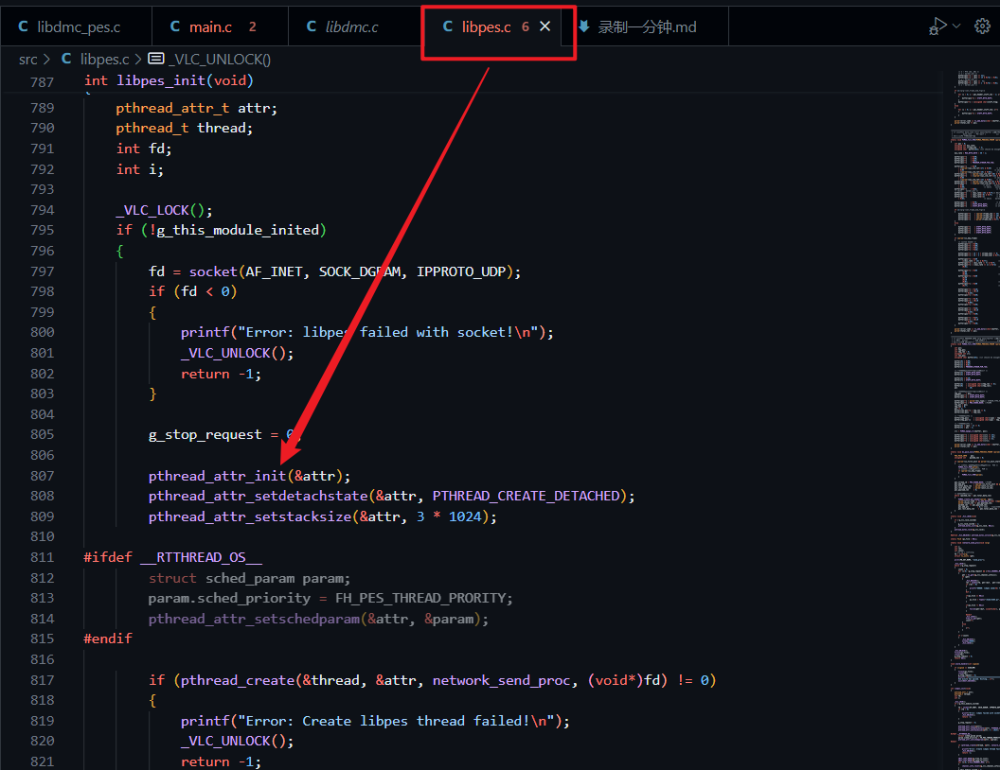 libdmc_pes.c
main.c 2
libdmc.c
libpes.c 6
录制一分钟.md
src > C libpes.c > _VLC_UNLOCK()
787 int libpes_init(void)
789 pthread_attr_t attr;
790 pthread_t thread;
791 int fd;
792 int i;
793
794 _VLC_LOCK();
795 if (!g_this_module_inited)
796 {
797 fd = socket(AF_INET, SOCK_DGRAM, IPPROTO_UDP);
798 if (fd < 0)
799 {
800 printf("Error: libpes failed with socket!\n");
801 _VLC_UNLOCK();
802 return -1;
803 }
804
805 g_stop_request = 0;
806
807 pthread_attr_init(&attr);
808 pthread_attr_setdetachstate(&attr, PTHREAD_CREATE_DETACHED);
809 pthread_attr_setstacksize(&attr, 3 * 1024);
810
811 #ifdef __RTTHREAD_OS__
812 struct sched_param param;
813 param.sched_priority = FH_PES_THREAD_PRORITY;
814 pthread_attr_setschedparam(&attr, &param);
815 #endif
816
817 if (pthread_create(&thread, &attr, network_send_proc, (void*)fd) != 0)
818 {
819 printf("Error: Create libpes thread failed!\n");
820 _VLC_UNLOCK();
821 return -1;